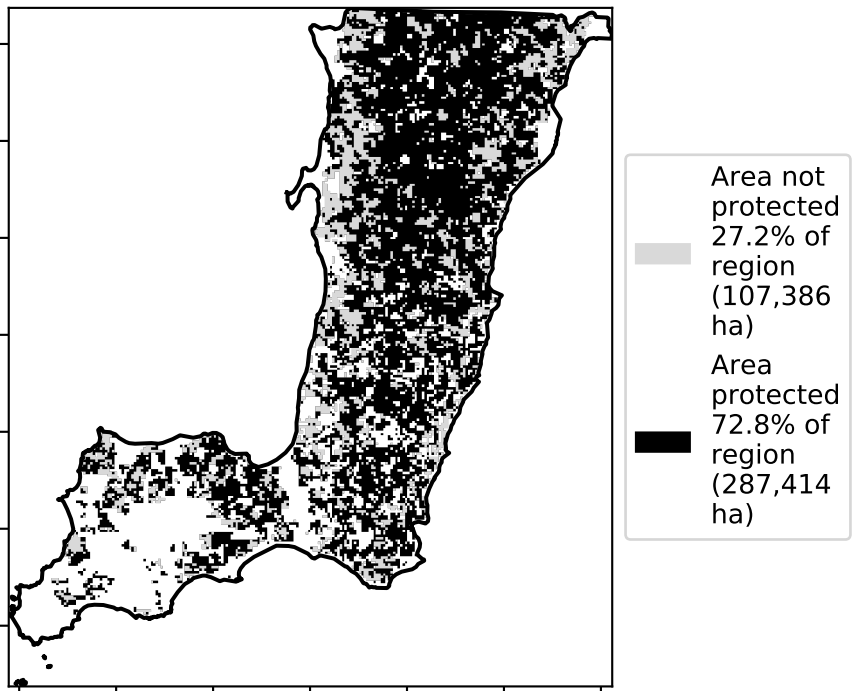 Area not
protected
27.2% of
region
(107,386
ha)
Area
protected
72.8% of
region
(287,414
ha)